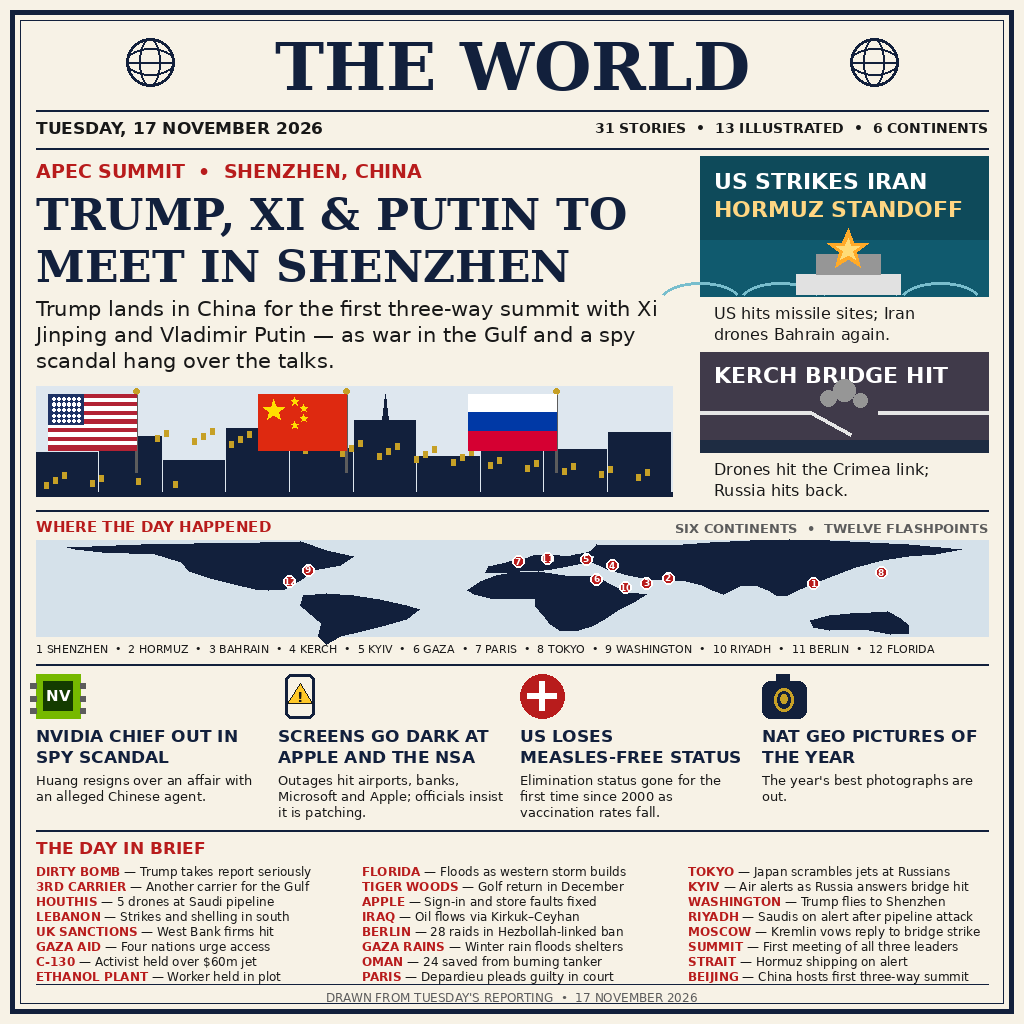 THE WORLD
TUESDAY, 17 NOVEMBER 2026
31 STORIES • 13 ILLUSTRATED • 6 CONTINENTS
APEC SUMMIT • SHENZHEN, CHINA
TRUMP, XI & PUTIN TO
MEET IN SHENZHEN
Trump lands in China for the first three-way summit with Xi
Jinping and Vladimir Putin — as war in the Gulf and a spy
scandal hang over the talks.
US STRIKES IRAN
HORMUZ STANDOFF
US hits missile sites; Iran
drones Bahrain again.
KERCH BRIDGE HIT
Drones hit the Crimea link;
Russia hits back.
WHERE THE DAY HAPPENED
SIX CONTINENTS • TWELVE FLASHPOINTS
7
11
5
4
9
12
6
10
3
2
1
8
1 SHENZHEN • 2 HORMUZ • 3 BAHRAIN • 4 KERCH • 5 KYIV • 6 GAZA • 7 PARIS • 8 TOKYO • 9 WASHINGTON • 10 RIYADH • 11 BERLIN • 12 FLORIDA
NV
!
NVIDIA CHIEF OUT IN
SPY SCANDAL
Huang resigns over an affair with
an alleged Chinese agent.
SCREENS GO DARK AT
APPLE AND THE NSA
Outages hit airports, banks,
Microsoft and Apple; officials insist
it is patching.
US LOSES
MEASLES-FREE STATUS
Elimination status gone for the
first time since 2000 as
vaccination rates fall.
NAT GEO PICTURES OF
THE YEAR
The year's best photographs are
out.
THE DAY IN BRIEF
DIRTY BOMB — Trump takes report seriously
3RD CARRIER — Another carrier for the Gulf
HOUTHIS — 5 drones at Saudi pipeline
LEBANON — Strikes and shelling in south
UK SANCTIONS — West Bank firms hit
GAZA AID — Four nations urge access
C-130 — Activist held over $60m jet
ETHANOL PLANT — Worker held in plot
FLORIDA — Floods as western storm builds
TIGER WOODS — Golf return in December
APPLE — Sign-in and store faults fixed
IRAQ — Oil flows via Kirkuk–Ceyhan
BERLIN — 28 raids in Hezbollah-linked ban
GAZA RAINS — Winter rain floods shelters
OMAN — 24 saved from burning tanker
PARIS — Depardieu pleads guilty in court
TOKYO — Japan scrambles jets at Russians
KYIV — Air alerts as Russia answers bridge hit
WASHINGTON — Trump flies to Shenzhen
RIYADH — Saudis on alert after pipeline attack
MOSCOW — Kremlin vows reply to bridge strike
SUMMIT — First meeting of all three leaders
STRAIT — Hormuz shipping on alert
BEIJING — China hosts first three-way summit
DRAWN FROM TUESDAY'S REPORTING • 17 NOVEMBER 2026